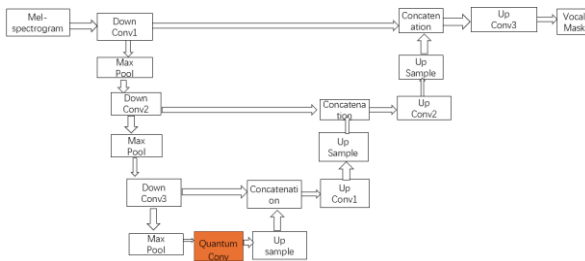 Mel-
spectrogram
Down
Conv1
Concaten
ation
Up
Conv3
Vocal
Mask
Max
Pool
Up
Sample
Down
Conv2
Concatena
tion
Up
Conv2
Max
Pool
Up
Sample
Down
Conv3
Concatenati
on
Up
Conv1
Max
Pool
Quantum
Conv
Up
sample